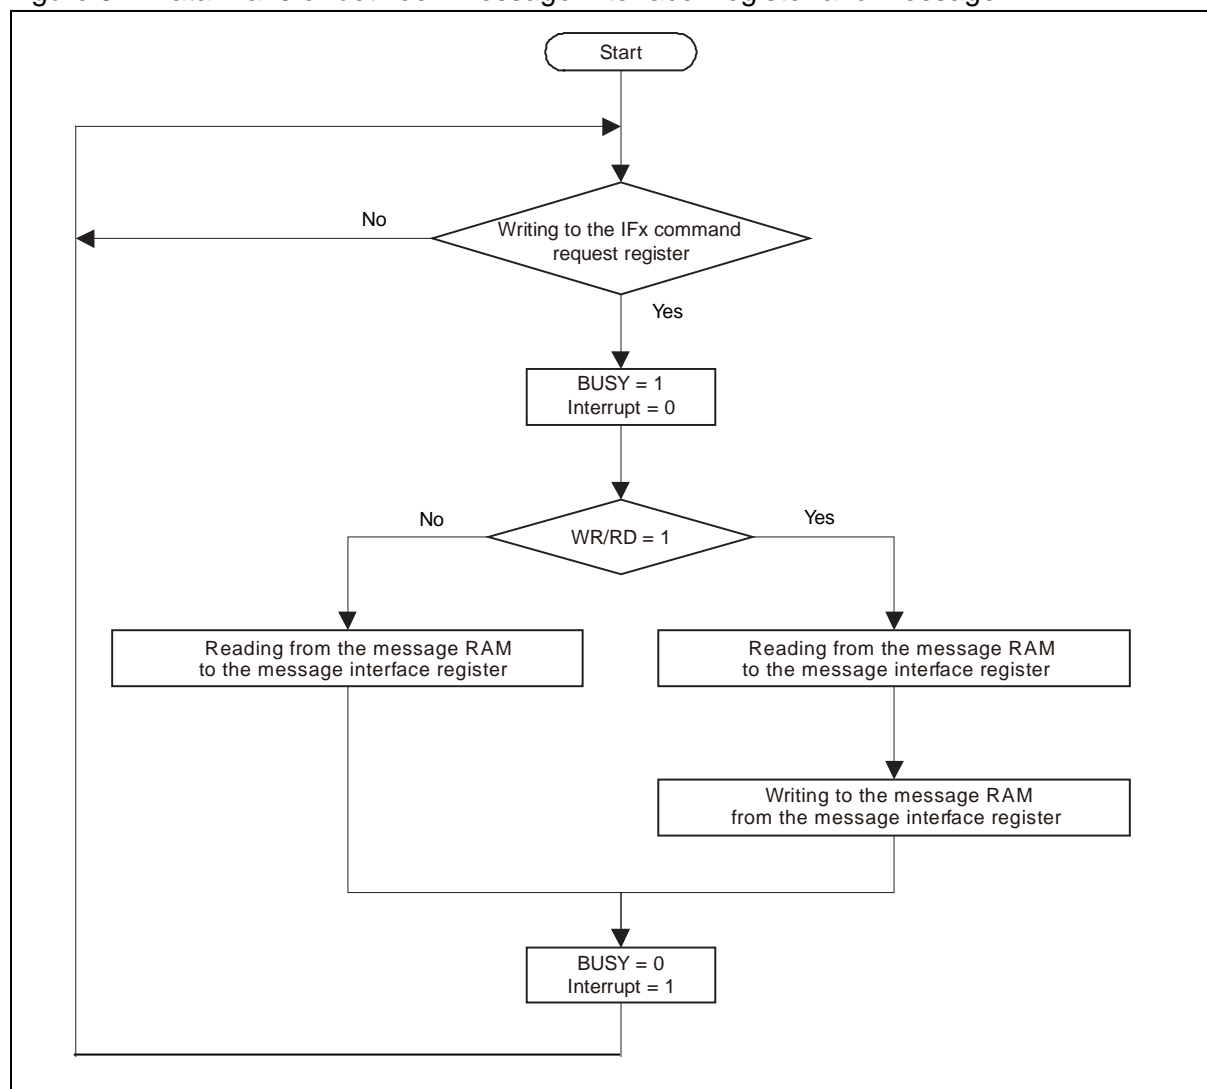 Start
No
Writing to the IFx command
request register
Yes
BUSY = 1
Interrupt = 0
No
WR/RD = 1
Yes
Reading from the message RAM
to the message interface register
Reading from the message RAM
to the message interface register
Writing to the message RAM
from the message interface register
BUSY = 0
Interrupt = 1